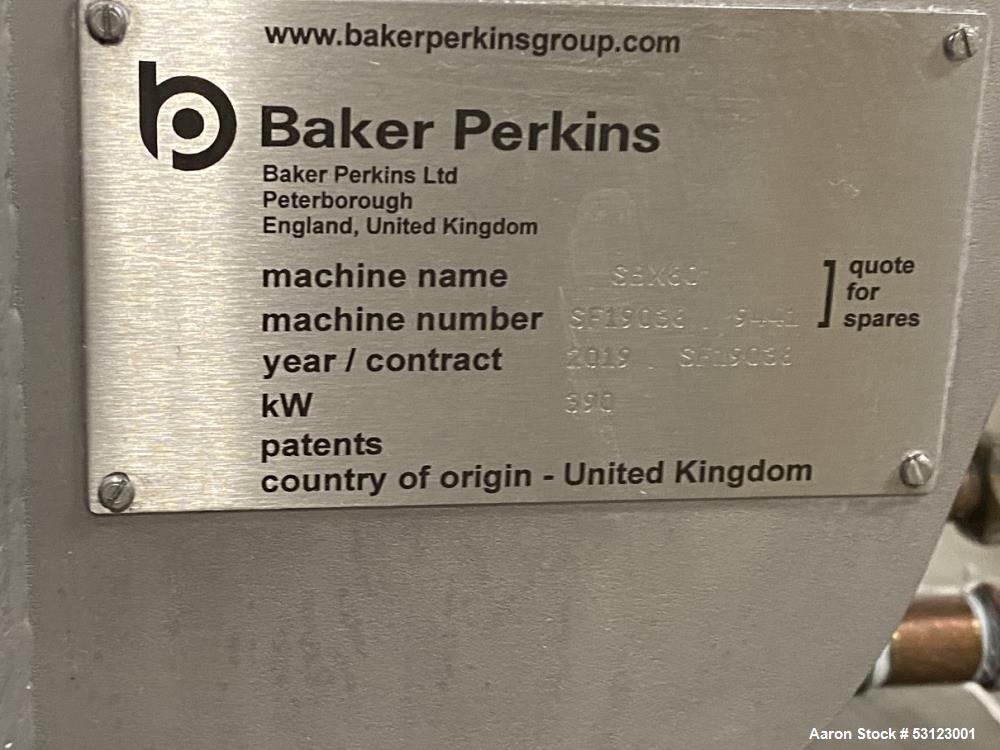 www.bakerperkinsgroup.com
Baker Perkins
Baker Perkins Ltd
Peterborough
England, United Kingdom
machine name
machine number
quote
for
spares
year / contract 2019
kW 390
patents
country of origin - United Kingdom
Aaron Stock # 53123001